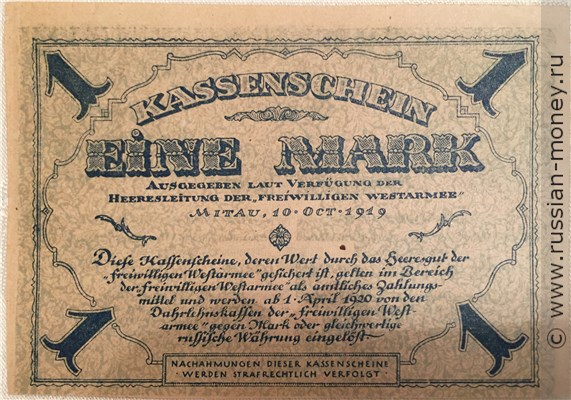 1 1
KASSENSCHEIN
EINE MARK
AUSGEGEBEN LAUT VERFÜGUNG DER
HEERESLEITUNG DER „FREIWILLIGEN WESTARMEE"
MITAU, 10·OCT·1919
Diese Kassenscheine, deren Wert durch das Heeresgut der
„freiwilligen Westarmee" gesichert ist, gelten im Bereich
der „freiwilligen Westarmee" als amtliches Zahlungs-
mittel und werden ab 1·April 1920 von den
Darlehnskassen der „freiwilligen West-
armee" gegen Mark oder gleichwertige
russische Währung eingelöst·
1 1
NACHAHMUNGEN DIESER KASSENSCHEINE
·WERDEN STRAFRECHTLICH VERFOLGT·
© www.russian-money.ru